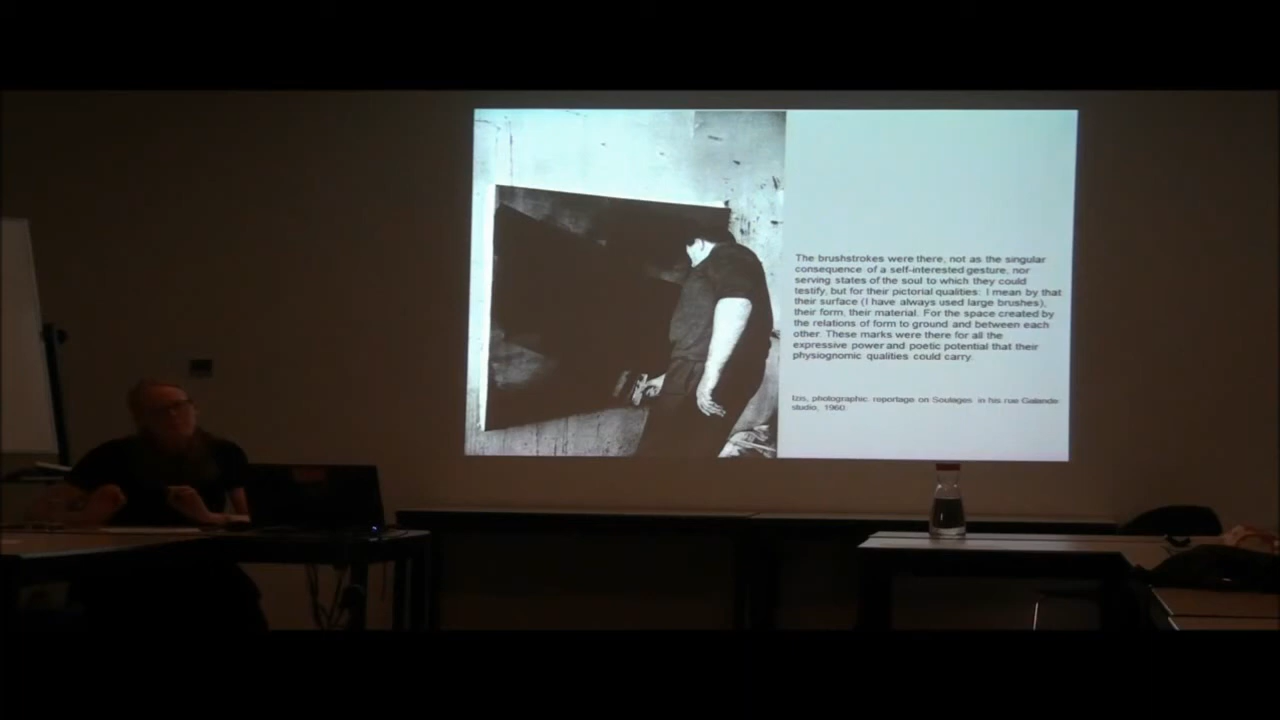 The brushstrokes were there, not as the singular
consequence of a self-interested gesture, nor
serving states of the soul to which they could
testify, but for their pictorial qualities: I mean by that
their surface (I have always used large brushes),
their form, their material. For the space created by
the relations of form to ground and between each
other. These marks were there for all the
expressive power and poetic potential that their
physiognomic qualities could carry.
Izis, photographic reportage on Soulages in his rue Galande
studio, 1960.